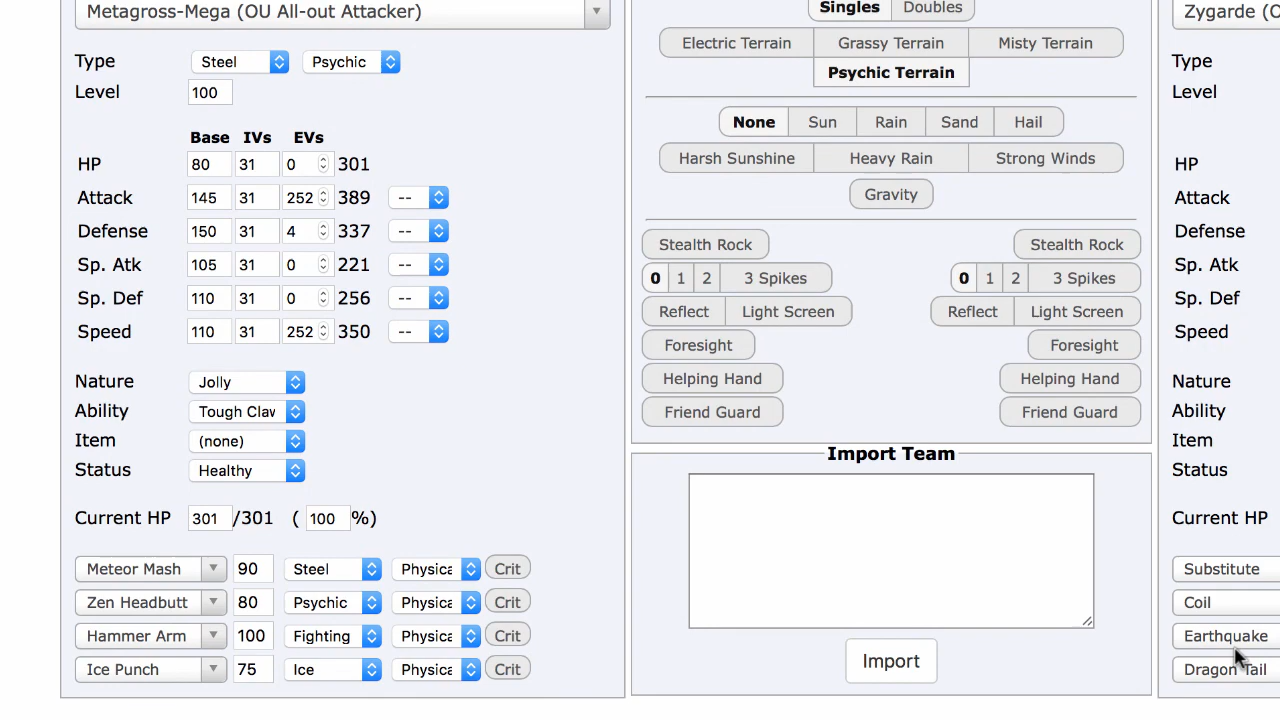 Metagross-Mega (OU All-out Attacker)
Type Steel Psychic
Level 100
Base IVs EVs
HP 80 31 0 301
Attack 145 31 252 389 --
Defense 150 31 4 337 --
Sp. Atk 105 31 0 221 --
Sp. Def 110 31 0 256 --
Speed 110 31 252 350 --
Nature Jolly
Ability Tough Claw
Item (none)
Status Healthy
Current HP 301 /301 ( 100 %)
Meteor Mash 90 Steel Physica Crit
Zen Headbutt 80 Psychic Physica Crit
Hammer Arm 100 Fighting Physica Crit
Ice Punch 75 Ice Physica Crit
Singles Doubles
Electric Terrain Grassy Terrain Misty Terrain
Psychic Terrain
None Sun Rain Sand Hail
Harsh Sunshine Heavy Rain Strong Winds
Gravity
Stealth Rock Stealth Rock
0 1 2 3 Spikes 0 1 2 3 Spikes
Reflect Light Screen Reflect Light Screen
Foresight Foresight
Helping Hand Helping Hand
Friend Guard Friend Guard
Import Team
Import
Zygarde (O
Type
Level
HP
Attack
Defense
Sp. Atk
Sp. Def
Speed
Nature
Ability
Item
Status
Current HP
Substitute
Coil
Earthquake
Dragon Tail